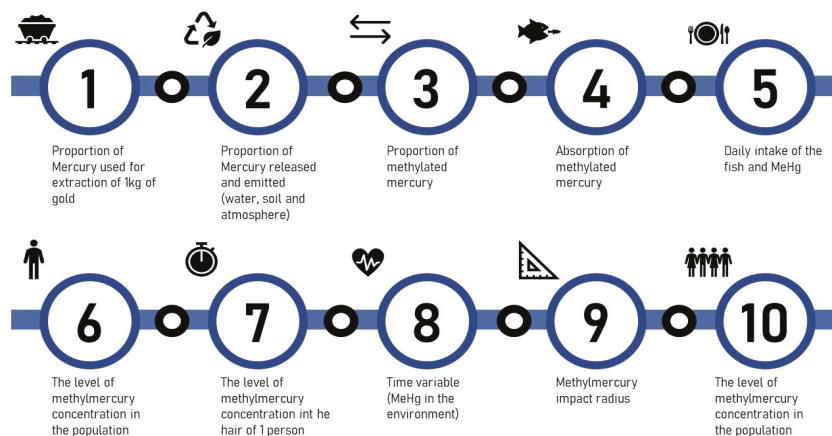 1
Proportion of
Mercury used for
extraction of 1kg of
gold
2
Proportion of
Mercury released
and emitted
(water, soil and
atmosphere)
3
Proportion of
methylated
mercury
4
Absorption of
methylated
mercury
5
Daily intake of the
fish and MeHg
6
The level of
methylmercury
concentration in
the population
7
The level of
methylmercury
concentration int he
hair of 1 person
8
Time variable
(MeHg in the
environment)
9
Methylmercury
impact radius
10
The level of
methylmercury
concentration in
the population